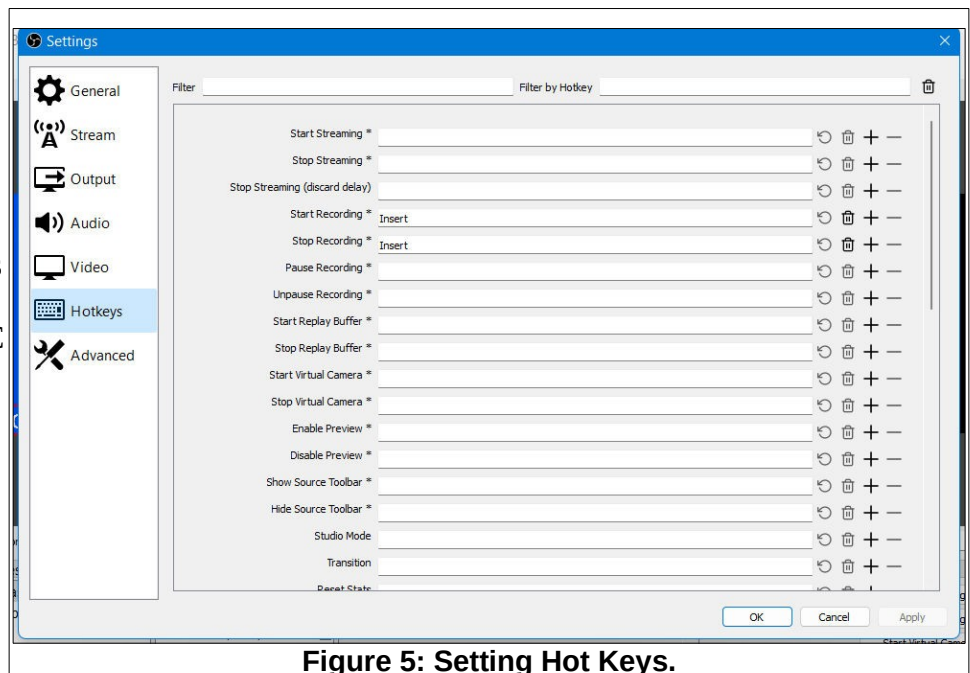 Settings
General
Stream
Output
Audio
Video
Hotkeys
Advanced
Filter
Filter by Hotkey
Start Streaming *
Stop Streaming *
Stop Streaming (discard delay)
Start Recording * Insert
Stop Recording * Insert
Pause Recording *
Unpause Recording *
Start Replay Buffer *
Stop Replay Buffer *
Start Virtual Camera *
Stop Virtual Camera *
Enable Preview *
Disable Preview *
Show Source Toolbar *
Hide Source Toolbar *
Studio Mode
Transition
Reset Stats
OK Cancel Apply
Figure 5: Setting Hot Keys.